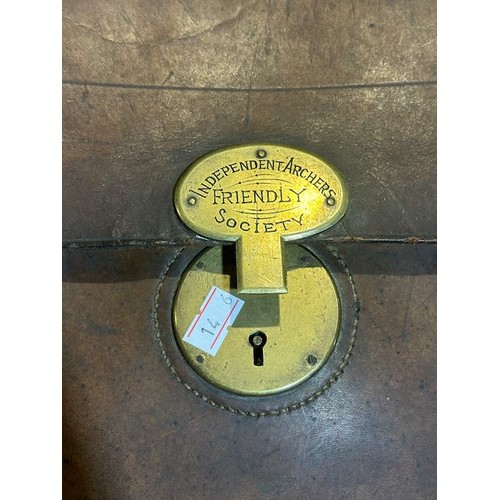 INDEPENDENT ARCHERS
FRIENDLY
SOCIETY
146